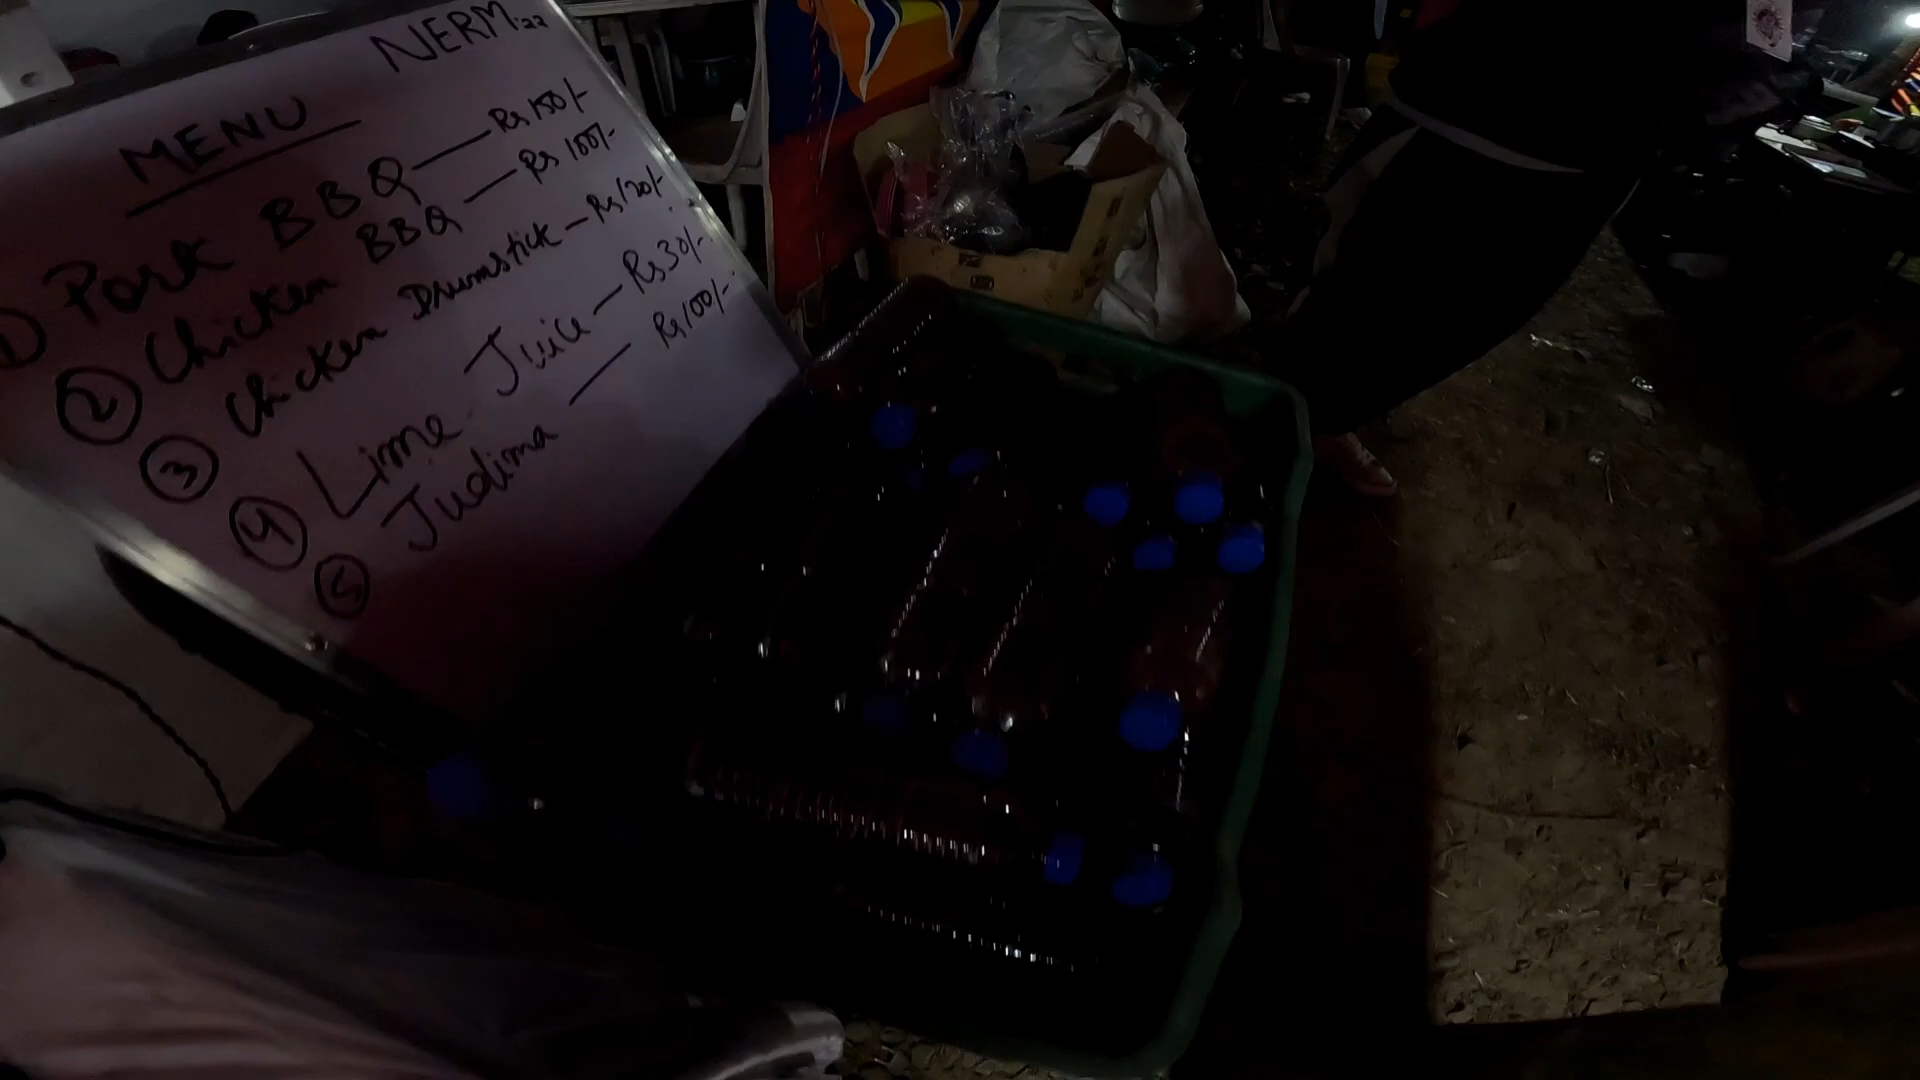 NERM'22
MENU
① Pork BBQ — Rs 150/-
② Chicken BBQ — Rs 100/-
③ Chicken Drumstick — Rs 120/-
④ Lime Juice — Rs 30/-
⑤ Judima — Rs 100/-